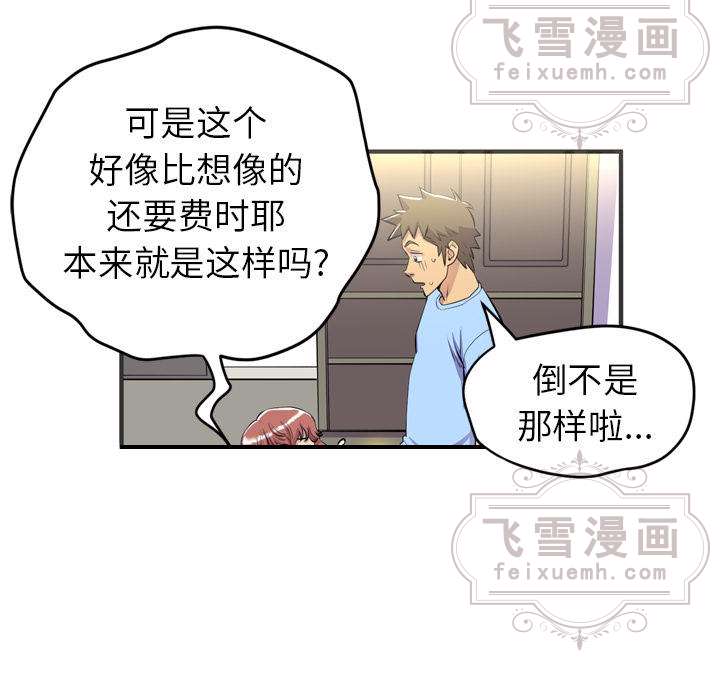 飞雪漫画
feixuemh.com
可是这个
好像比想像的
还要费时耶
本来就是这样吗?
倒不是
那样啦...
飞雪漫画
feixuemh.com